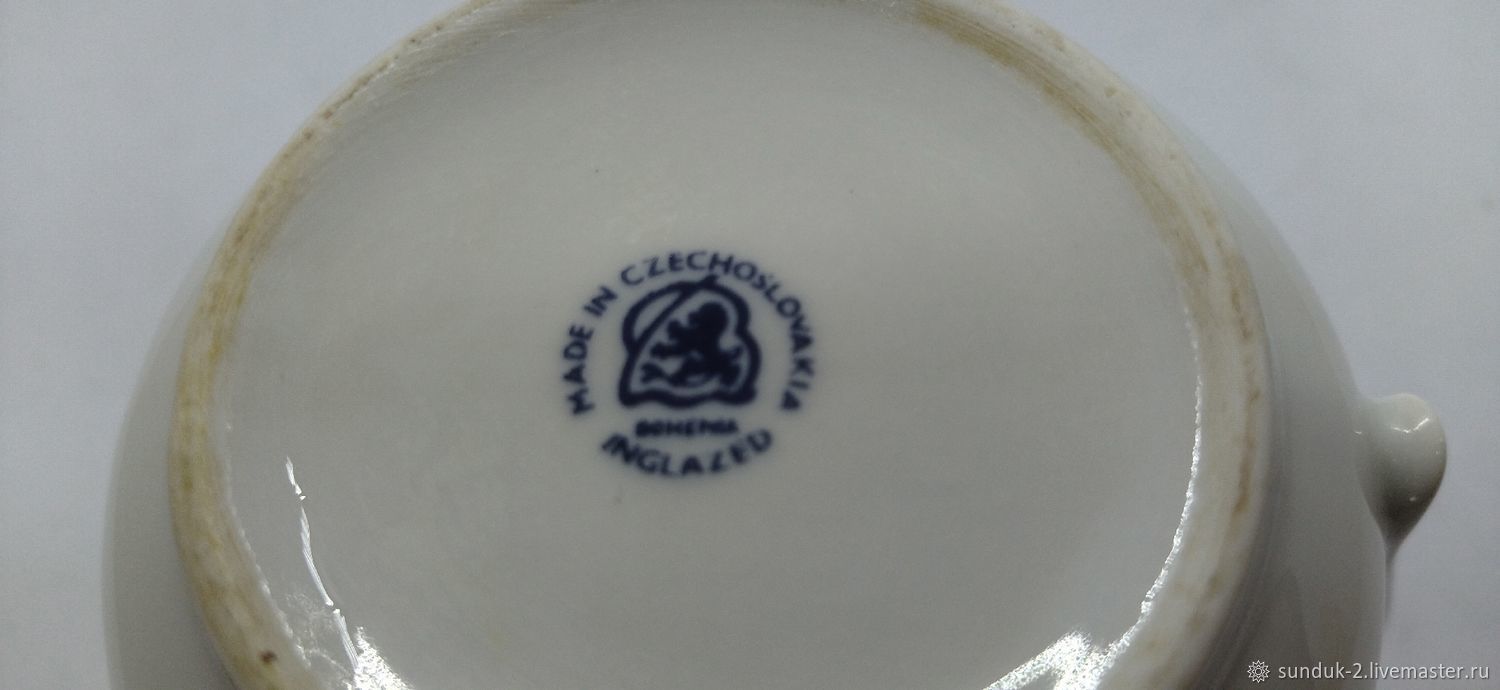 MADE IN CZECHOSLOVAKIA
BOHEMIA
INGLAZED
sunduk-2.livemaster.ru